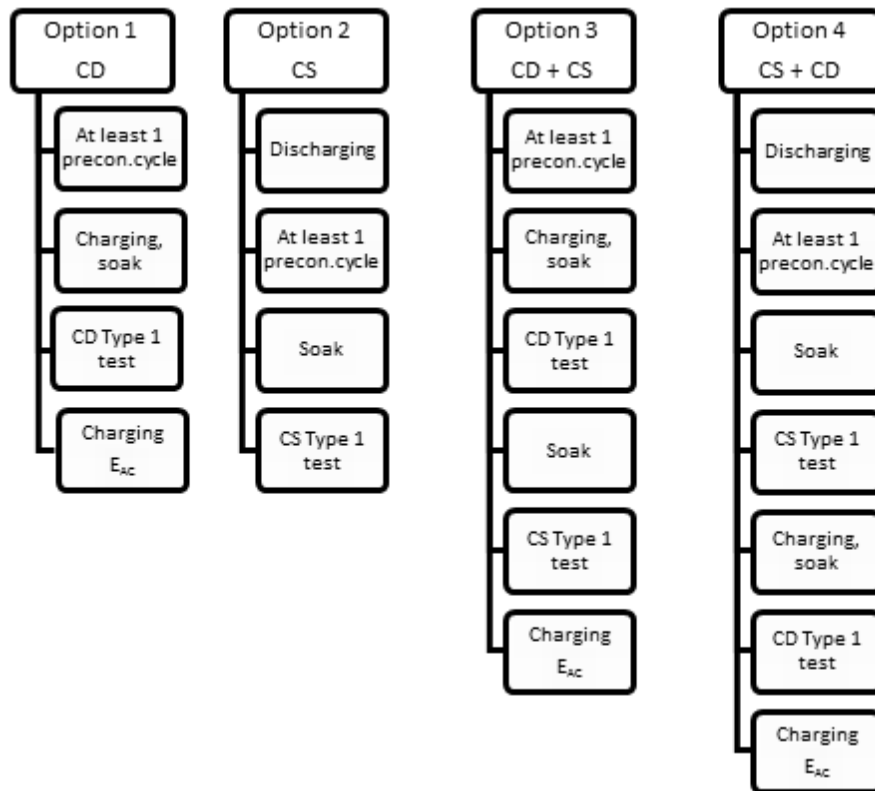 Option 1
CD
At least 1
precon.cycle
Charging,
soak
CD Type 1
test
Charging
E_AC
Option 2
CS
Discharging
At least 1
precon.cycle
Soak
CS Type 1
test
Option 3
CD + CS
At least 1
precon.cycle
Charging,
soak
CD Type 1
test
Soak
CS Type 1
test
Charging
E_AC
Option 4
CS + CD
Discharging
At least 1
precon.cycle
Soak
CS Type 1
test
Charging,
soak
CD Type 1
test
Charging
E_AC